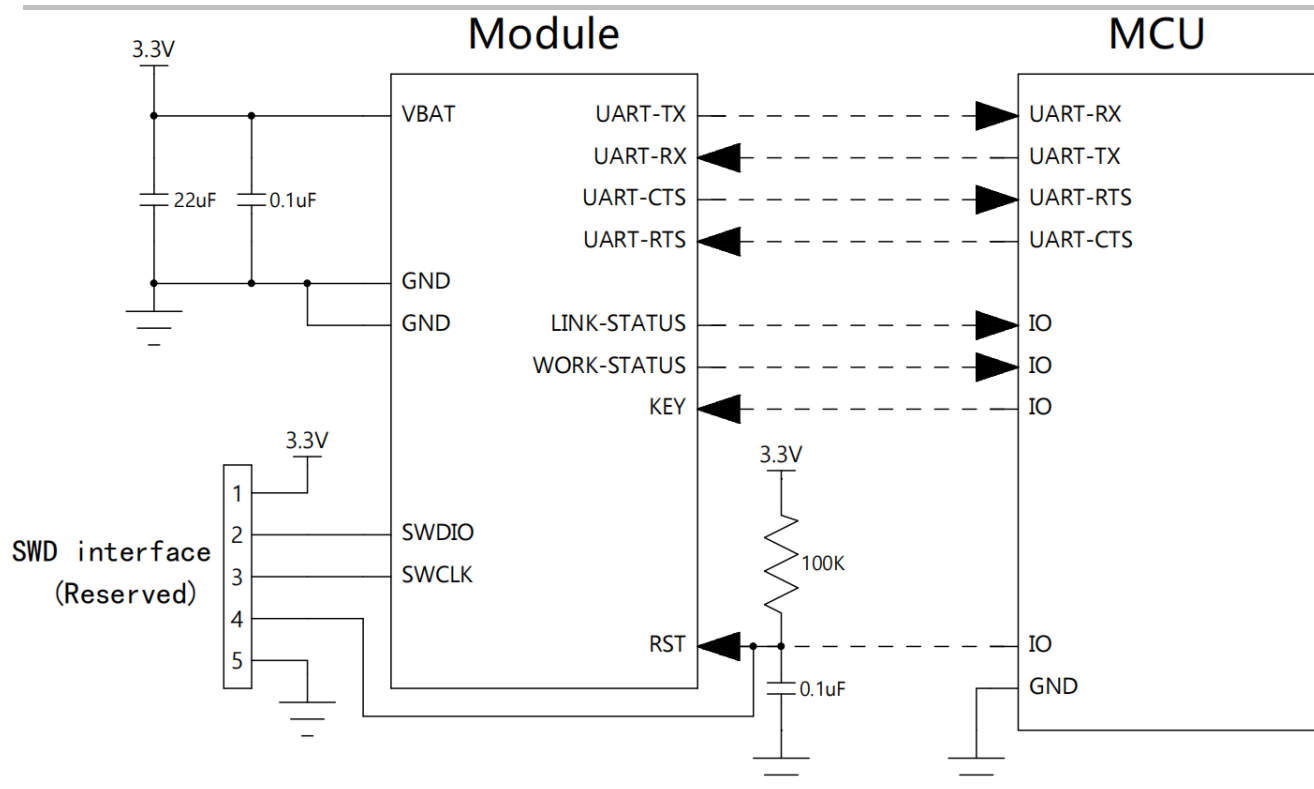 Module
MCU
3.3V
VBAT
UART-TX
UART-RX
UART-RX
UART-TX
22uF
0.1uF
UART-CTS
UART-RTS
UART-RTS
UART-CTS
GND
GND
LINK-STATUS
IO
WORK-STATUS
IO
KEY
IO
3.3V
3.3V
1
2
SWDIO
SWD interface
(Reserved)
3
SWCLK
100K
4
5
RST
IO
0.1uF
GND